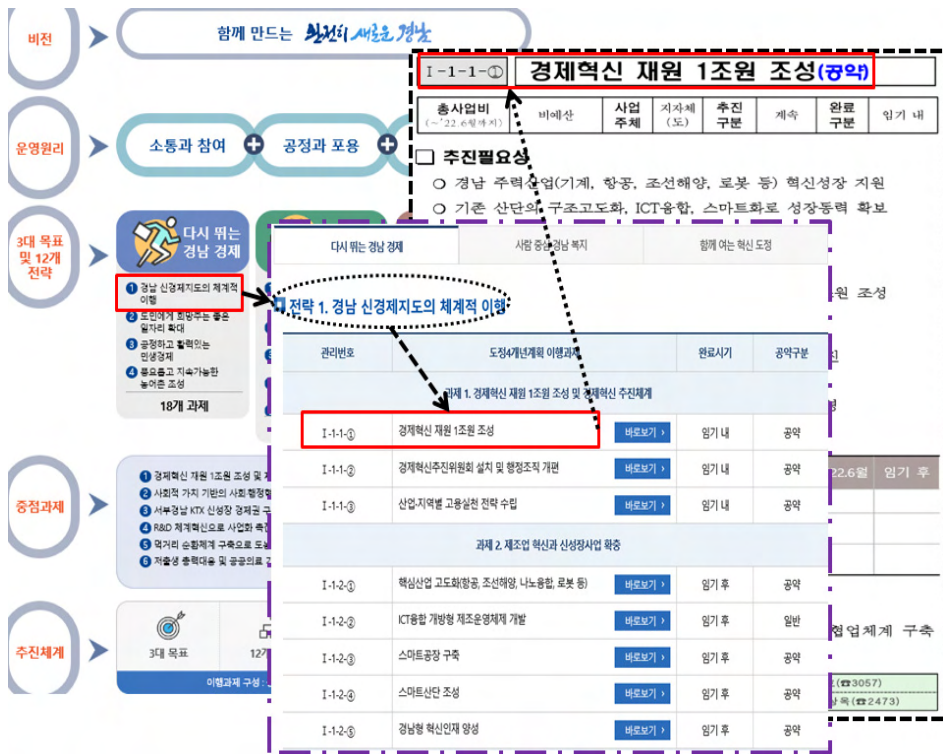 비전
함께 만드는 완전히 새로운 경남
I-1-1-① 경제혁신 재원 1조원 조성(공약)
총사업비 (~'22.6월까지) 비예산 사업주체 지자체(도) 추진구분 계속 완료구분 임기 내
운영원리
소통과 참여 + 공정과 포용 +
□ 추진필요성
○ 경남 주력산업(기계, 항공, 조선해양, 로봇 등) 혁신성장 지원
○ 기존 산단의 구조고도화, ICT융합, 스마트화로 성장동력 확보
원 조성
3대 목표
및 12개
전략
다시 뛰는
경남 경제
1 경남 신경제지도의 체계적
이행
2 도민에게 희망주는 좋은
일자리 확대
3 공정하고 활력있는
민생경제
4 풍요롭고 지속가능한
농어촌 조성
18개 과제
다시 뛰는 경남 경제 사람 중심 경남 복지 함께 여는 혁신 도정
전략 1. 경남 신경제지도의 체계적 이행
관리번호 도정4개년계획 이행과제 완료시기 공약구분
과제 1. 경제혁신 재원 1조원 조성 및 경제혁신 추진체계
I-1-1-① 경제혁신 재원 1조원 조성 바로보기 › 임기 내 공약
I-1-1-② 경제혁신추진위원회 설치 및 행정조직 개편 바로보기 › 임기 내 공약
I-1-1-③ 산업·지역별 고용실천 전략 수립 바로보기 › 임기 내 공약
과제 2. 제조업 혁신과 신성장사업 확충
I-1-2-① 핵심산업 고도화(항공, 조선해양, 나노융합, 로봇 등) 바로보기 › 임기 후 공약
I-1-2-② ICT융합 개방형 제조운영체제 개발 바로보기 › 임기 후 일반
I-1-2-③ 스마트공장 구축 바로보기 › 임기 후 공약
I-1-2-④ 스마트산단 조성 바로보기 › 임기 후 공약
I-1-2-⑤ 경남형 혁신인재 양성 바로보기 › 임기 후 공약
중점과제
1 경제혁신 재원 1조원 조성 및
2 사회적 가치 기반의 사회·행정
3 서부경남 KTX 신성장 경제권
4 R&D 체계혁신으로 사업화
5 먹거리 순환체계 구축으로
6 저출생 총력대응 및 공공의료
22.6월 임기 후
추진체계
3대 목표
이행과제 구성 :
협업체계 구축
(☎3057)
(☎2473)